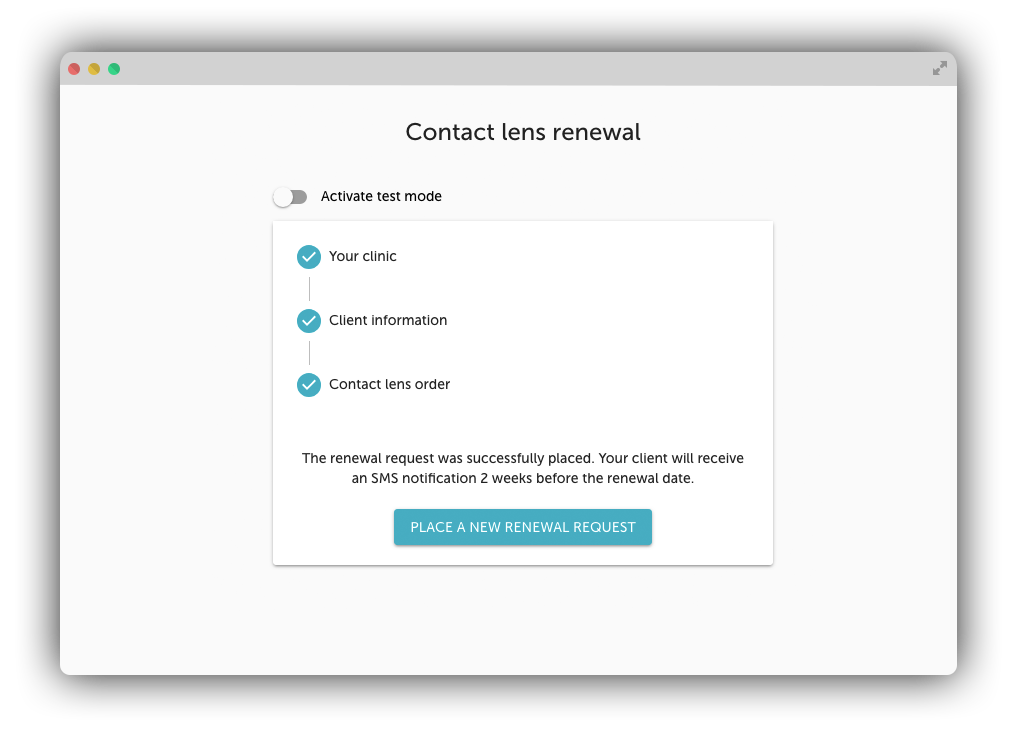 Contact lens renewal
Activate test mode
Your clinic
Client information
Contact lens order
The renewal request was successfully placed. Your client will receive
an SMS notification 2 weeks before the renewal date.
PLACE A NEW RENEWAL REQUEST